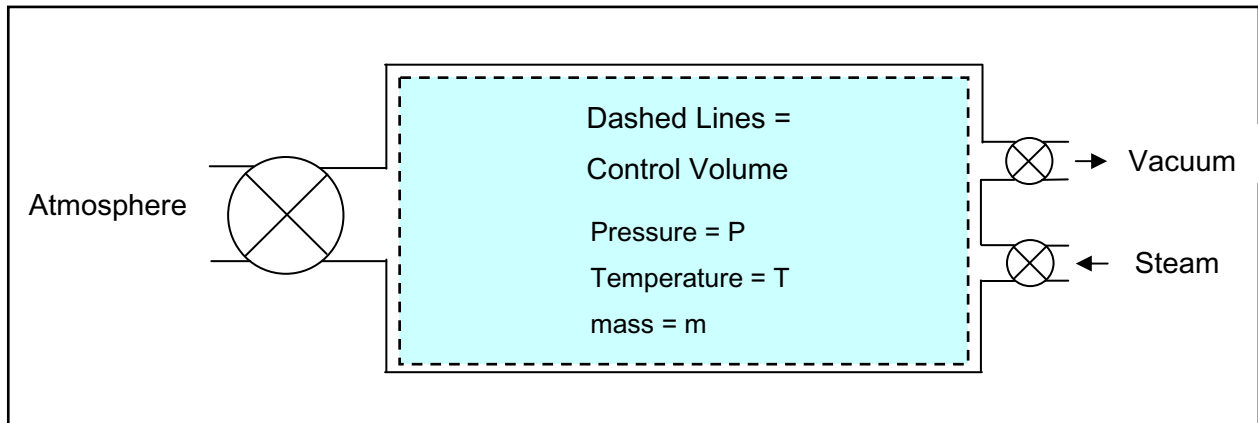 Dashed Lines =
Control Volume
Pressure = P
Temperature = T
mass = m
Atmosphere
Vacuum
Steam